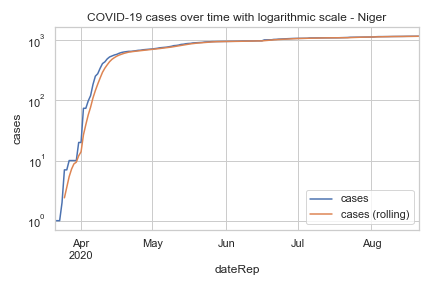 COVID-19 cases over time with logarithmic scale - Niger
cases
10³
10²
10¹
10⁰
cases
cases (rolling)
Apr
2020
May
Jun
Jul
Aug
dateRep